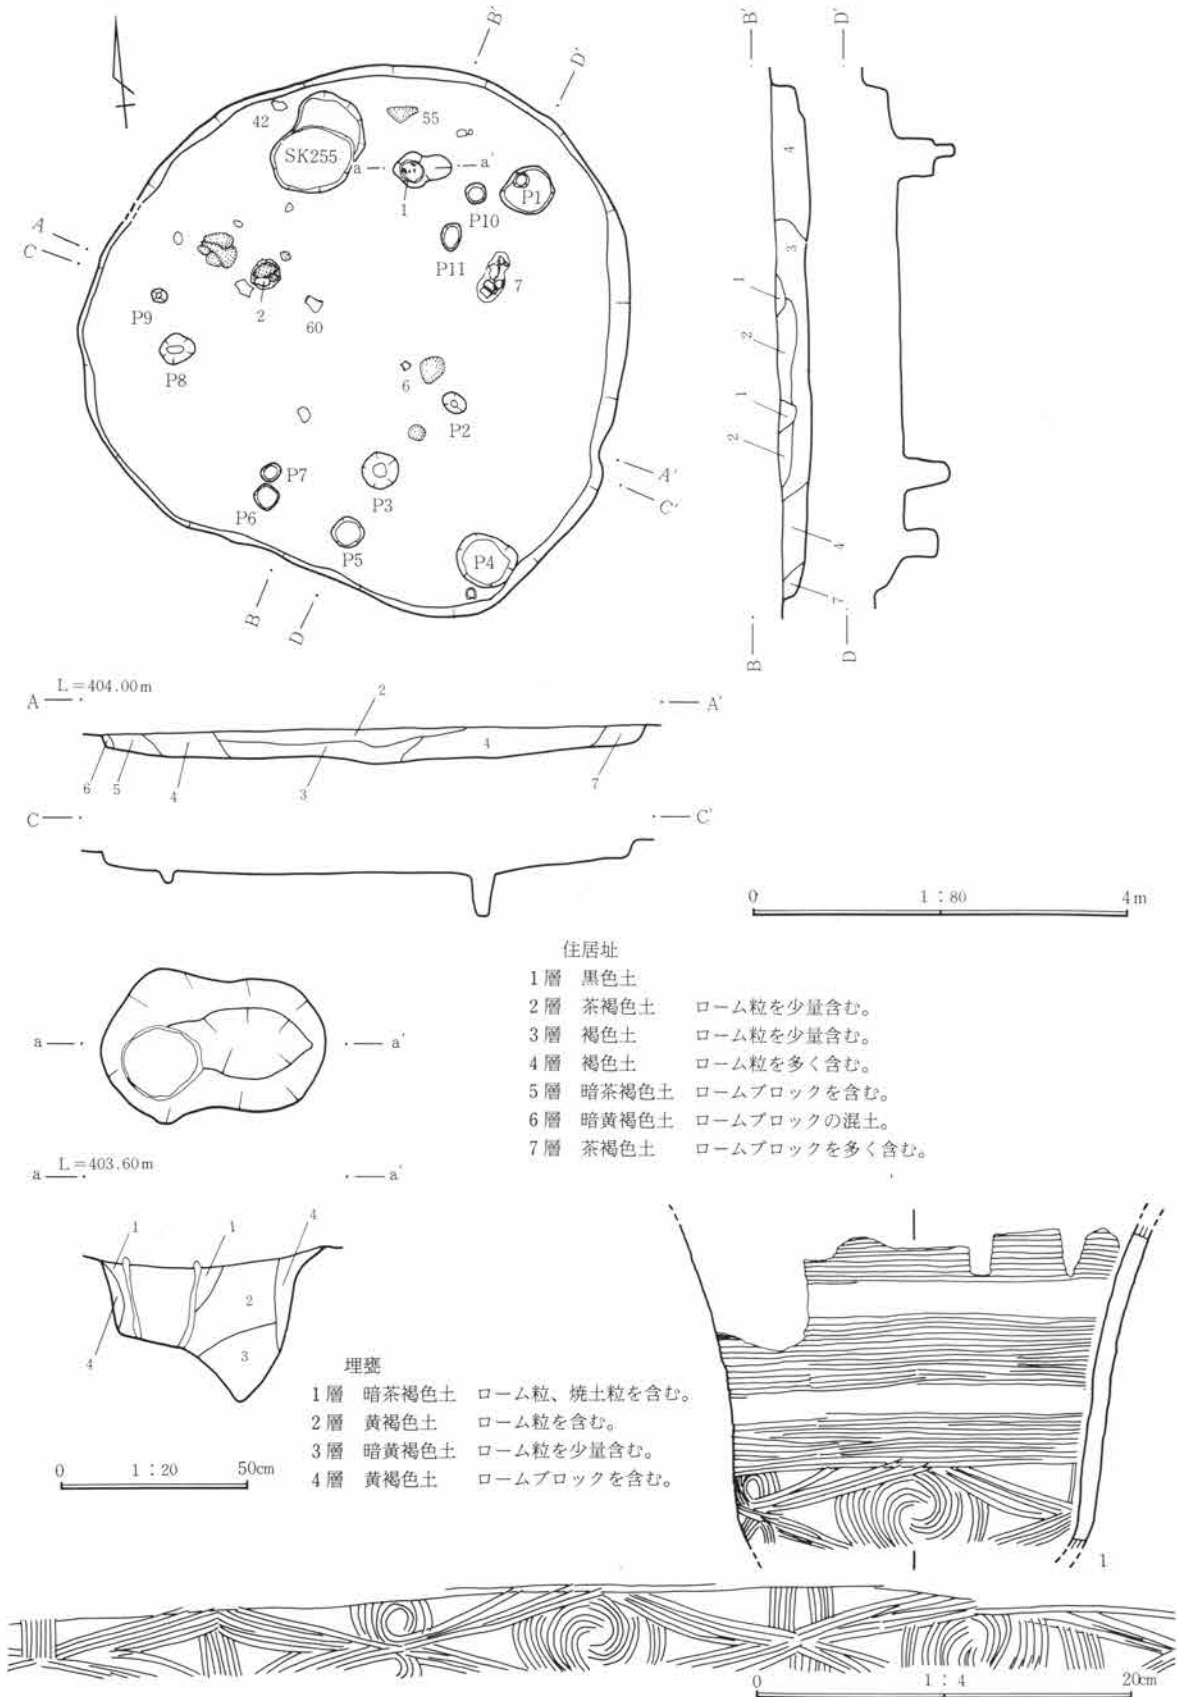 B'
D'
B'
D'
42
55
SK255
a
a'
1
P10
P1
P11
7
A
C
2
60
P9
P8
6
P2
P7
P6
P3
P5
P4
A'
C'
B
D
4
3
1
2
1
2
4
7
B
D
L=404.00m
A
A'
2
4
6
5
4
3
7
C
C'
0
1:80
4m
住居址
1層 黒色土
2層 茶褐色土 ローム粒を少量含む。
3層 褐色土 ローム粒を少量含む。
4層 褐色土 ローム粒を多く含む。
5層 暗茶褐色土 ロームブロックを含む。
6層 暗黄褐色土 ロームブロックの混土。
7層 茶褐色土 ロームブロックを多く含む。
a
a'
L=403.60m
a
a'
1
1
4
2
3
4
埋甕
1層 暗茶褐色土 ローム粒、焼土粒を含む。
2層 黄褐色土 ローム粒を含む。
3層 暗黄褐色土 ローム粒を少量含む。
4層 黄褐色土 ロームブロックを含む。
0
1:20
50cm
1
0
1:4
20cm